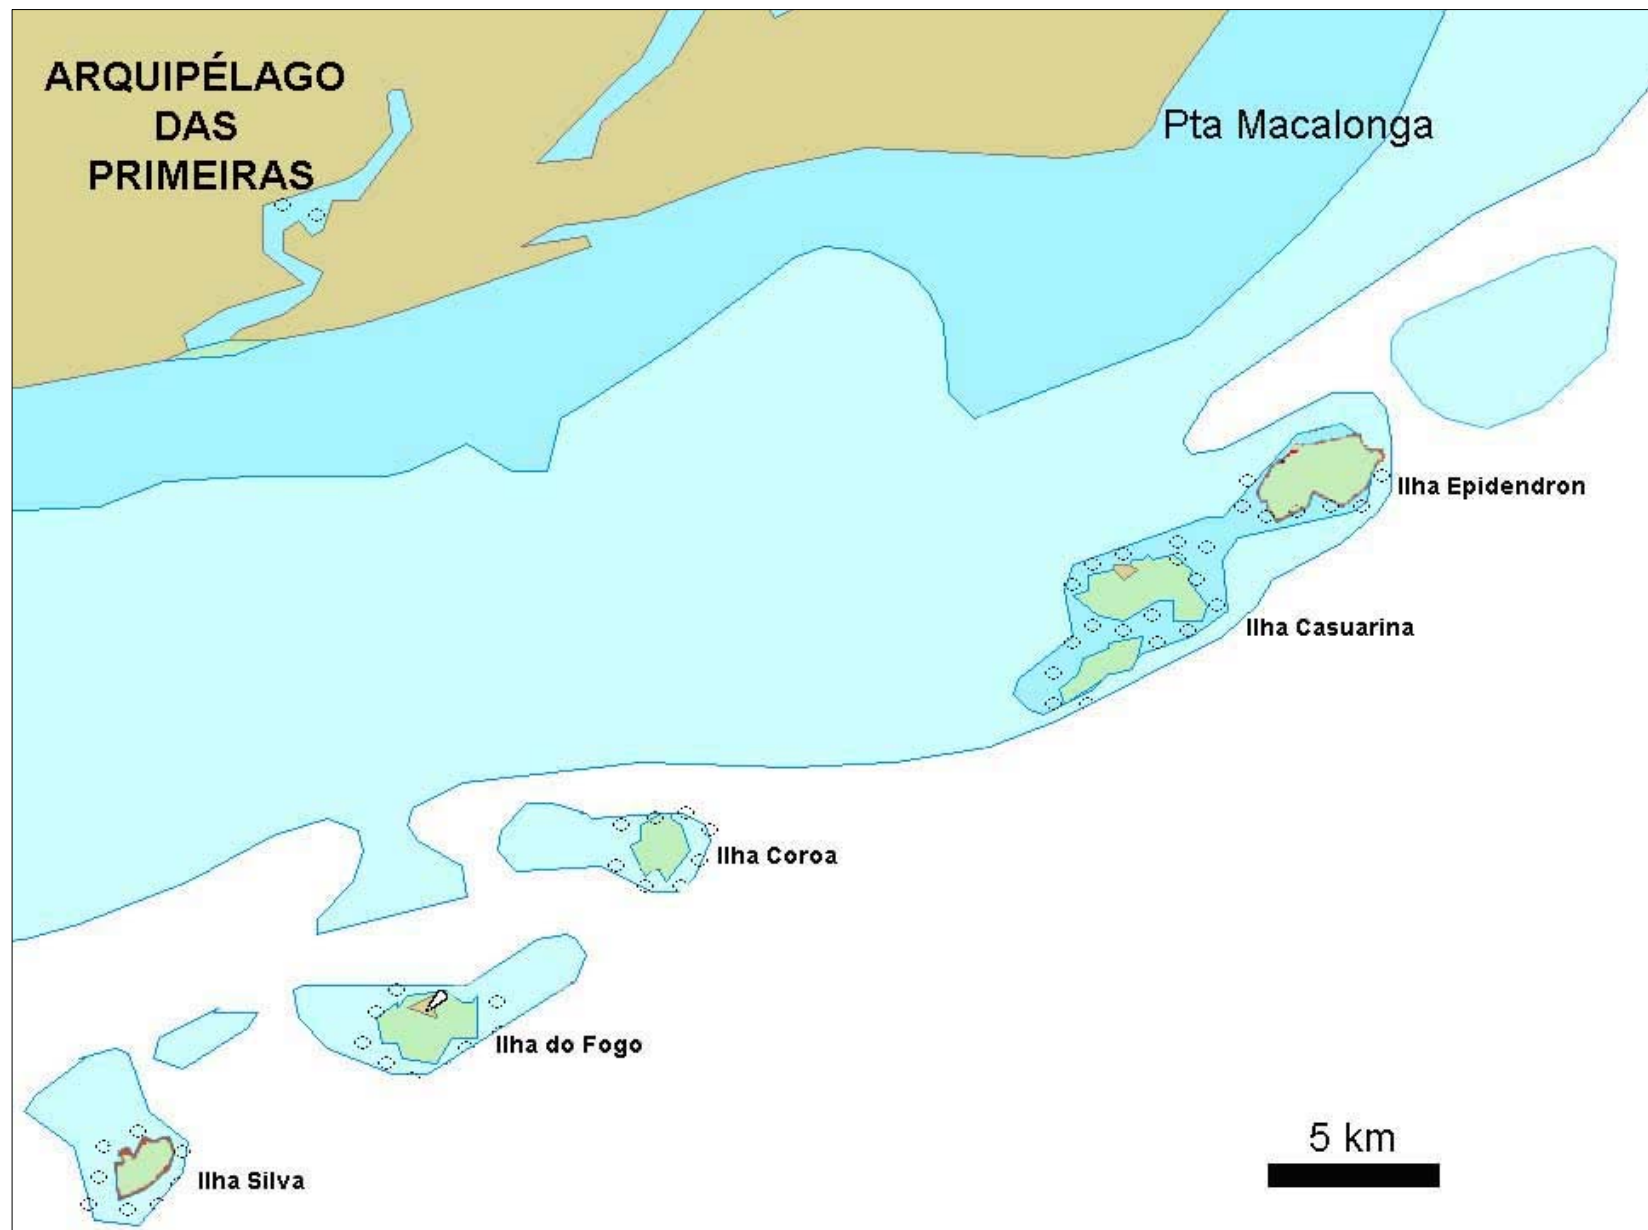 ARQUIPÉLAGO
DAS
PRIMEIRAS
Pta Macalonga
Ilha Epidendron
Ilha Casuarina
Ilha Coroa
Ilha do Fogo
Ilha Silva
5 km